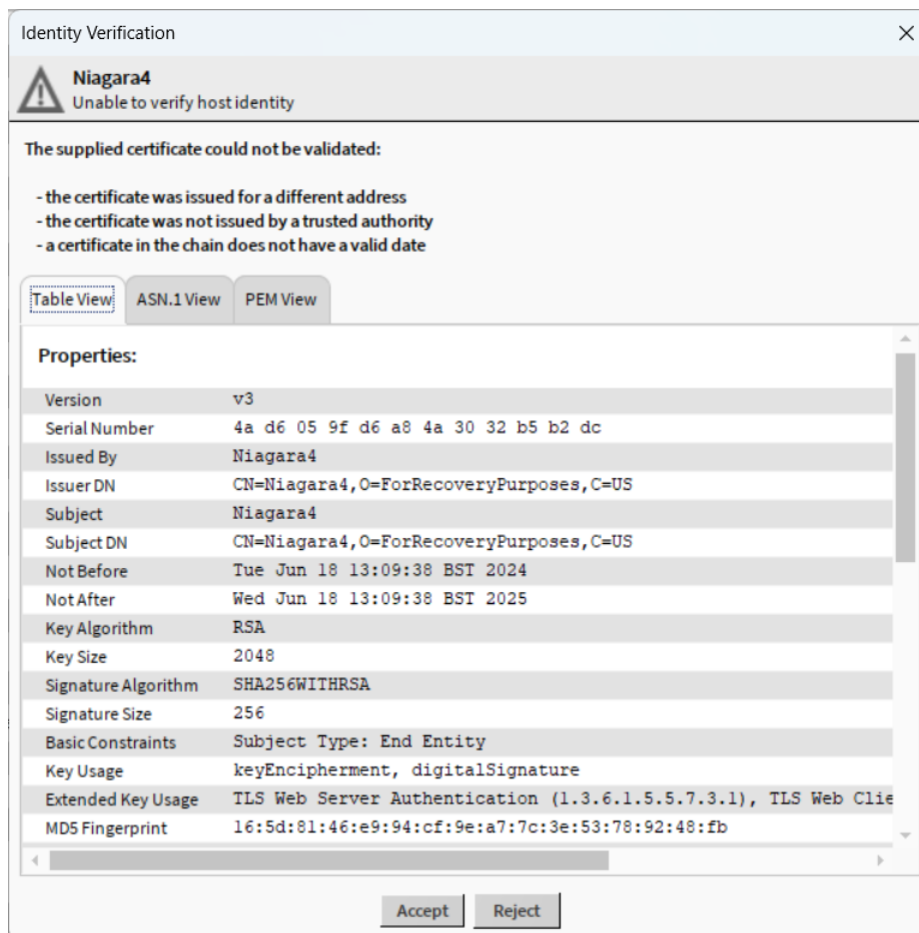 Identity Verification
Niagara4
Unable to verify host identity
The supplied certificate could not be validated:
- the certificate was issued for a different address
- the certificate was not issued by a trusted authority
- a certificate in the chain does not have a valid date
Table View ASN.1 View PEM View
Properties:
Version v3
Serial Number 4a d6 05 9f d6 a8 4a 30 32 b5 b2 dc
Issued By Niagara4
Issuer DN CN=Niagara4,O=ForRecoveryPurposes,C=US
Subject Niagara4
Subject DN CN=Niagara4,O=ForRecoveryPurposes,C=US
Not Before Tue Jun 18 13:09:38 BST 2024
Not After Wed Jun 18 13:09:38 BST 2025
Key Algorithm RSA
Key Size 2048
Signature Algorithm SHA256WITHRSA
Signature Size 256
Basic Constraints Subject Type: End Entity
Key Usage keyEncipherment, digitalSignature
Extended Key Usage TLS Web Server Authentication (1.3.6.1.5.5.7.3.1), TLS Web Clie
MD5 Fingerprint 16:5d:81:46:e9:94:cf:9e:a7:7c:3e:53:78:92:48:fb
Accept Reject